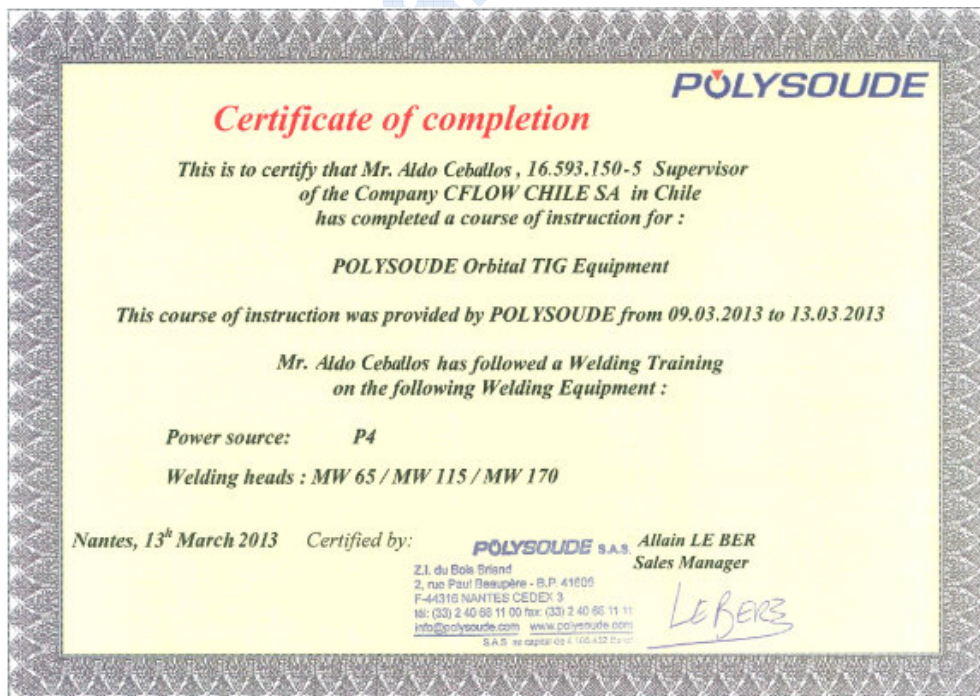 POLYSOUDE
Certificate of completion
This is to certify that Mr. Aldo Ceballos , 16.593.150-5 Supervisor
of the Company CFLOW CHILE SA in Chile
has completed a course of instruction for :
POLYSOUDE Orbital TIG Equipment
This course of instruction was provided by POLYSOUDE from 09.03.2013 to 13.03.2013
Mr. Aldo Ceballos has followed a Welding Training
on the following Welding Equipment :
Power source: P4
Welding heads : MW 65 / MW 115 / MW 170
Nantes, 13h March 2013 Certified by:
POLYSOUDE S.A.S.
Z.I. du Bois Briand
2, rue Paul Beaupère - B.P. 41606
F-44316 NANTES CEDEX 3
tél: (33) 2 40 68 11 00 fax: (33) 2 40 68 11 11
info@polysoude.com www.polysoude.com
S.A.S. au capital de
Allain LE BER
Sales Manager
LE BER